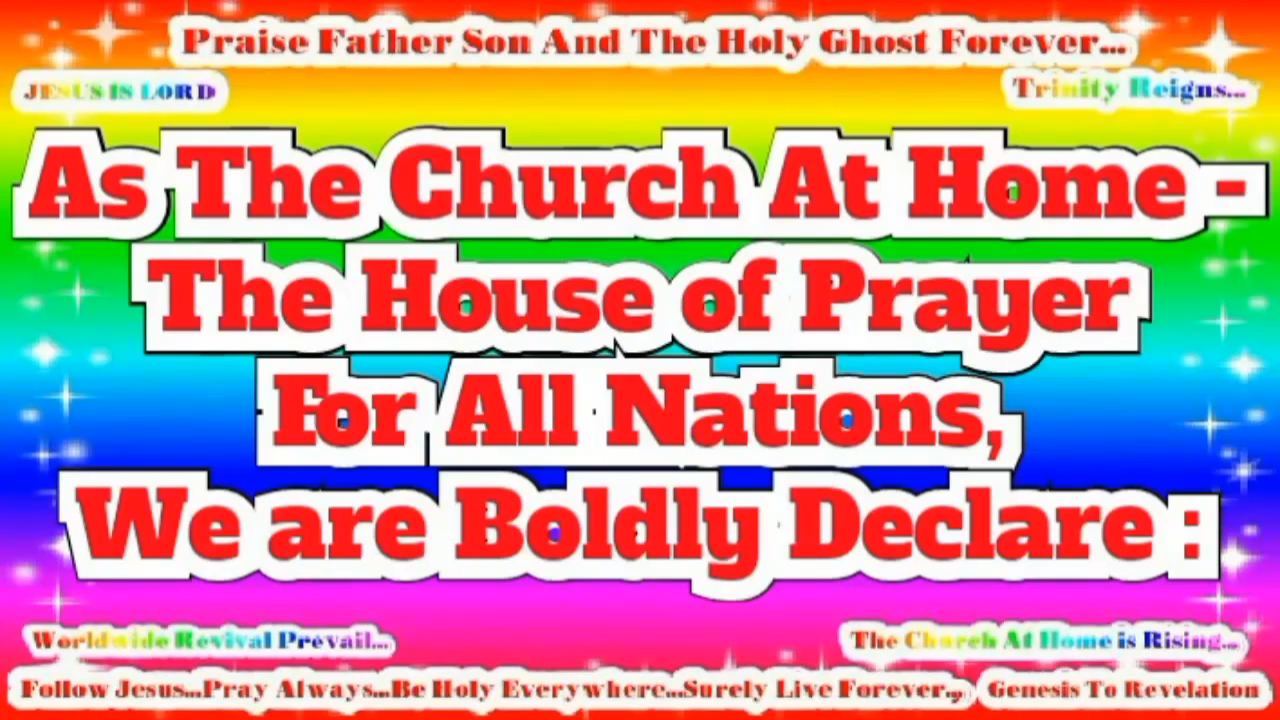 Praise Father Son And The Holy Ghost Forever...
JESUS IS LORD
Trinity Reigns...
As The Church At Home -
The House of Prayer
For All Nations,
We are Boldly Declare :
Worldwide Revival Prevail...
The Church At Home is Rising...
Follow Jesus...Pray Always...Be Holy Everywhere...Surely Live Forever...
Genesis To Revelation